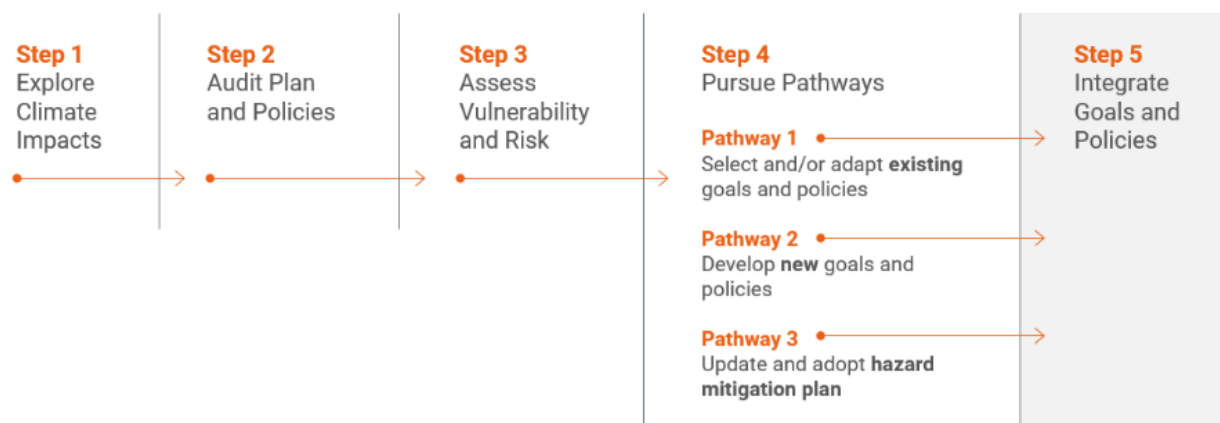 Step 1
Explore
Climate
Impacts
Step 2
Audit Plan
and Policies
Step 3
Assess
Vulnerability
and Risk
Step 4
Pursue Pathways
Pathway 1
Select and/or adapt existing
goals and policies
Pathway 2
Develop new goals and
policies
Pathway 3
Update and adopt hazard
mitigation plan
Step 5
Integrate
Goals and
Policies